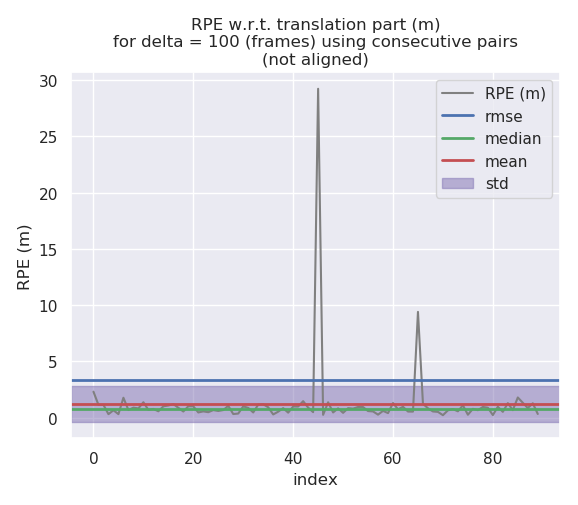 RPE w.r.t. translation part (m)
for delta = 100 (frames) using consecutive pairs
(not aligned)
30
25
20
15
10
5
0
RPE (m)
RPE (m)
rmse
median
mean
std
0
20
40
60
80
index